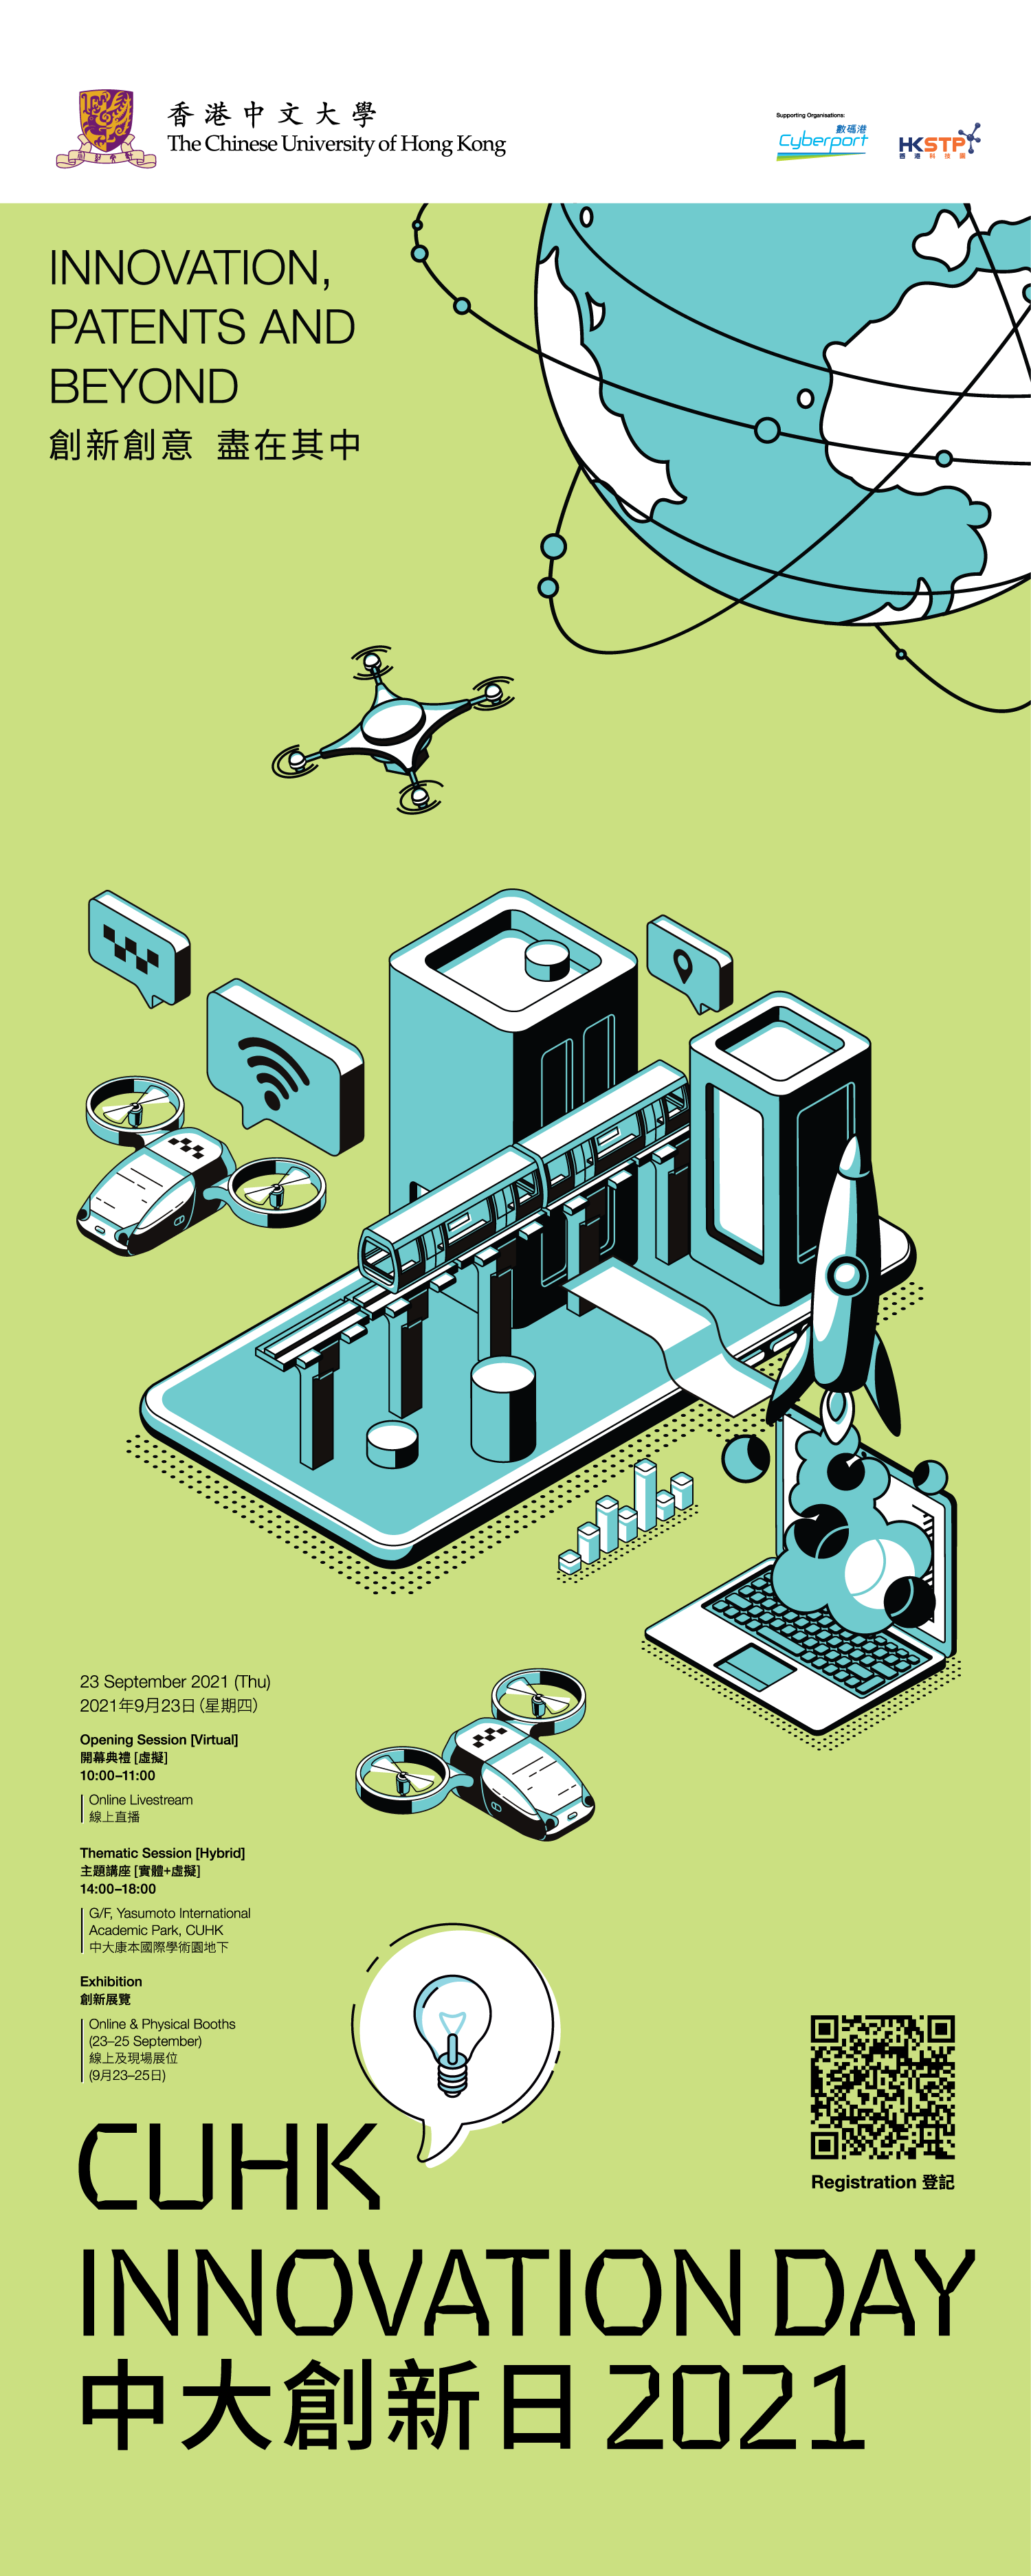 香港中文大學
The Chinese University of Hong Kong
Supporting Organisations:
數碼港
Cyberport
HKSTP
香港科技園
INNOVATION,
PATENTS AND
BEYOND
創新創意 盡在其中
23 September 2021 (Thu)
2021年9月23日 (星期四)
Opening Session [Virtual]
開幕典禮 [虛擬]
10:00–11:00
Online Livestream
線上直播
Thematic Session [Hybrid]
主題講座 [實體+虛擬]
14:00–18:00
G/F, Yasumoto International
Academic Park, CUHK
中大康本國際學術園地下
Exhibition
創新展覽
Online & Physical Booths
(23–25 September)
線上及現場展位
(9月23–25日)
Registration 登記
CUHK
INNOVATION DAY
中大創新日 2021